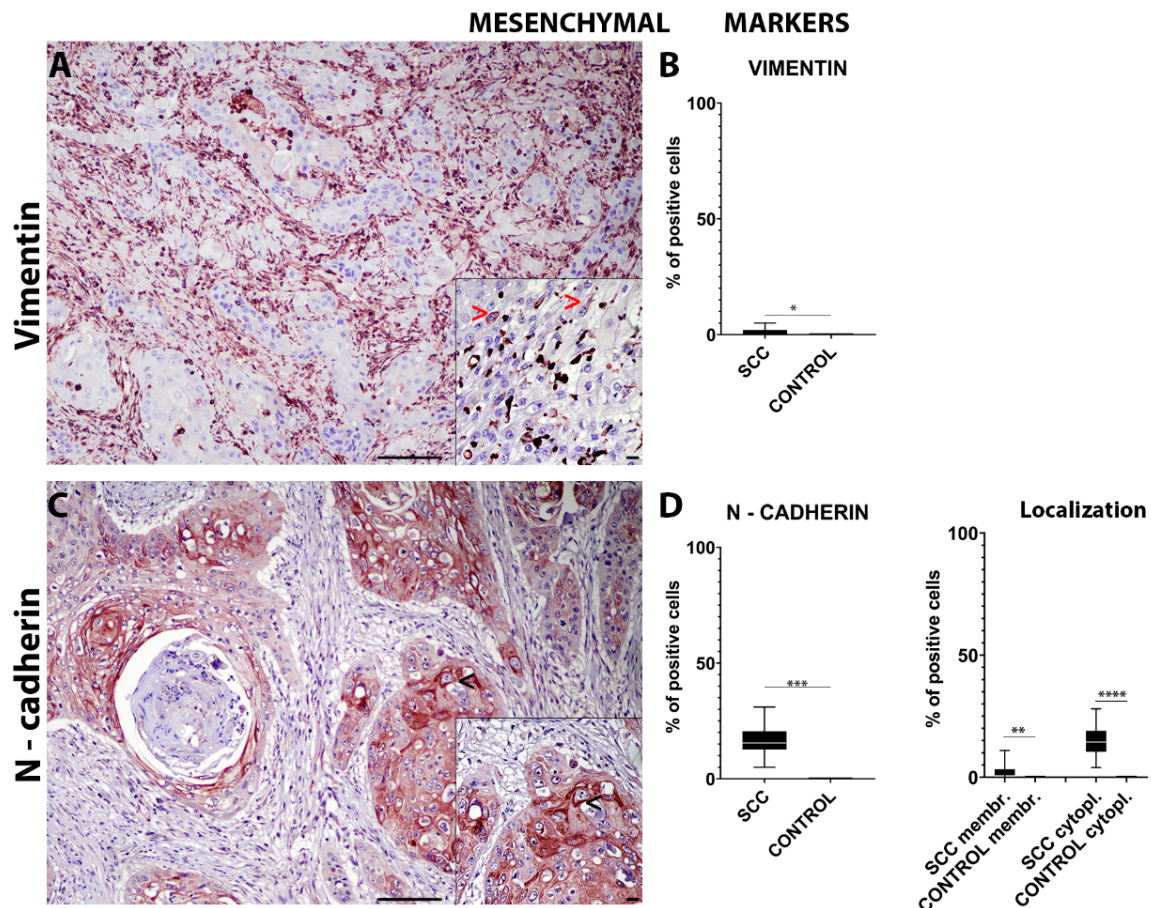 MESENCHYMAL MARKERS
A
Vimentin
B
VIMENTIN
% of positive cells
100
50
0
*
SCC
CONTROL
C
N - cadherin
D
N - CADHERIN
% of positive cells
100
50
0
***
SCC
CONTROL
Localization
% of positive cells
100
50
0
**
****
SCC membr.
CONTROL membr.
SCC cytopl.
CONTROL cytopl.